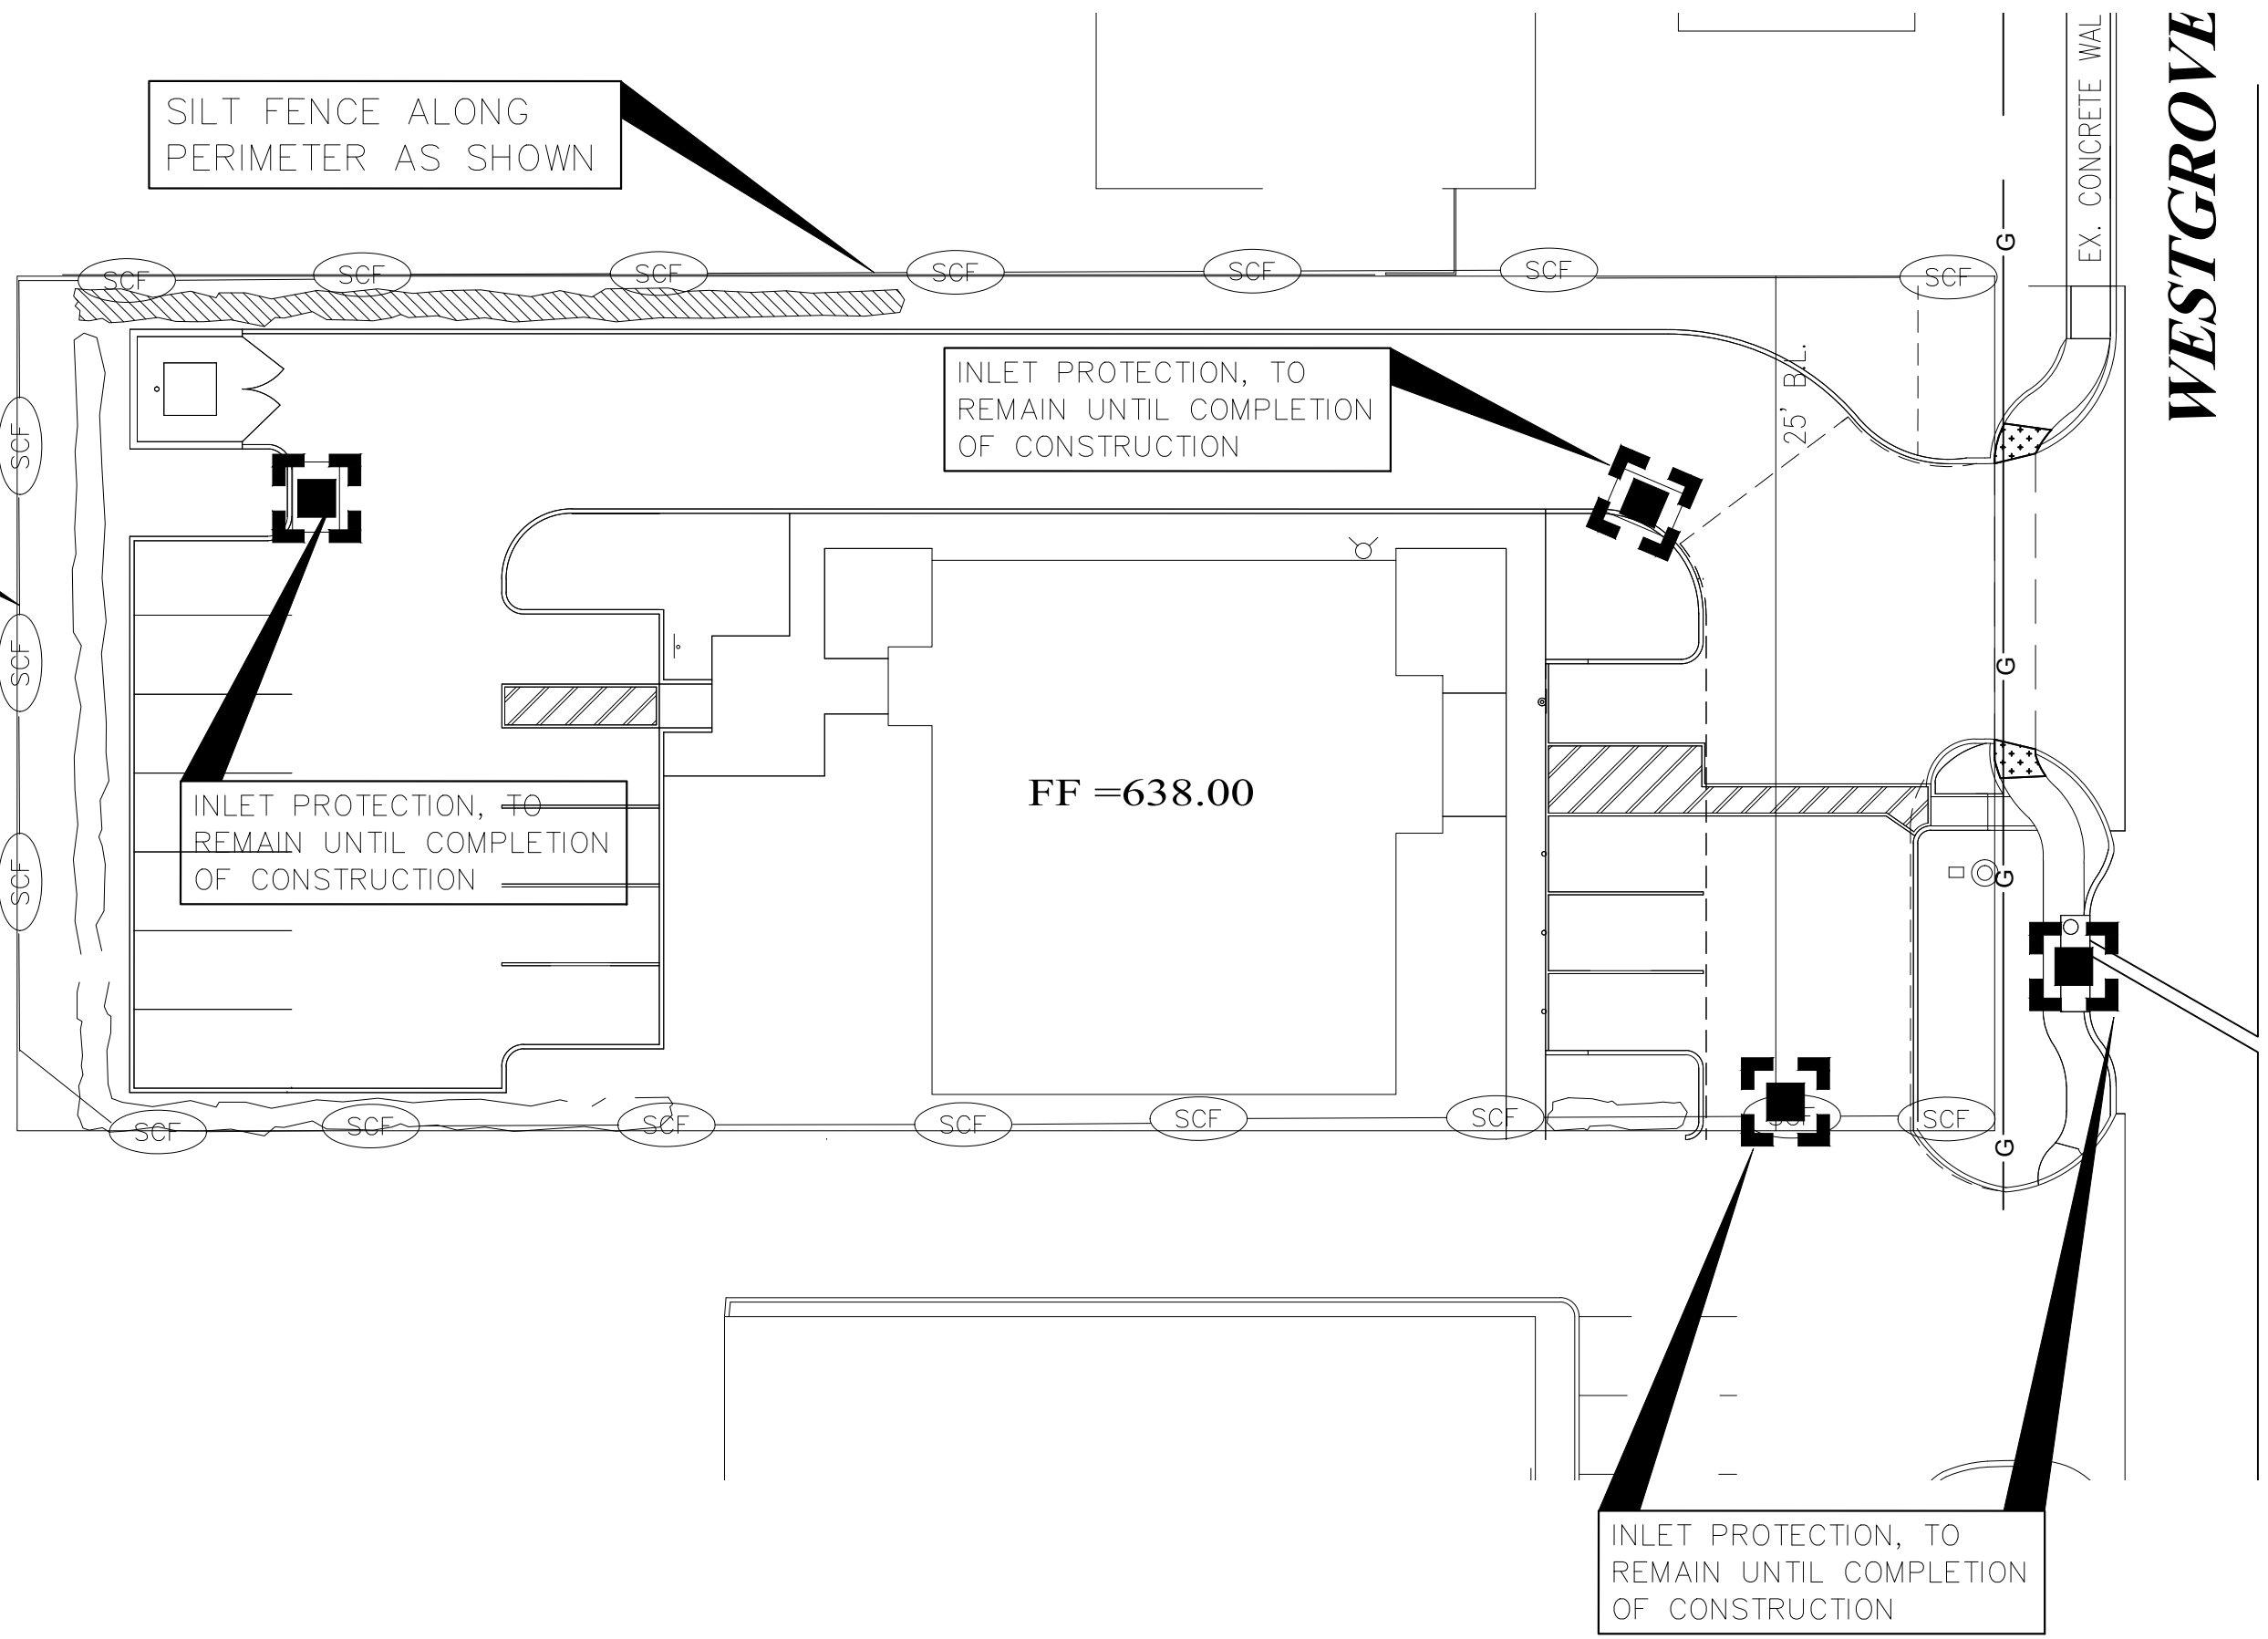 WESTGROVE
EX. CONCRETE WAL
SILT FENCE ALONG
PERIMETER AS SHOWN
G
SCF
SCF
SCF
SCF
SCF
SCF
SCF
INLET PROTECTION, TO
REMAIN UNTIL COMPLETION
OF CONSTRUCTION
25' B.L.
SCF
SCF
G
FF =638.00
INLET PROTECTION, TO
REMAIN UNTIL COMPLETION
OF CONSTRUCTION
SCF
G
SCF
SCF
SCF
SCF
SCF
SCF
SCF
SCF
G
INLET PROTECTION, TO
REMAIN UNTIL COMPLETION
OF CONSTRUCTION